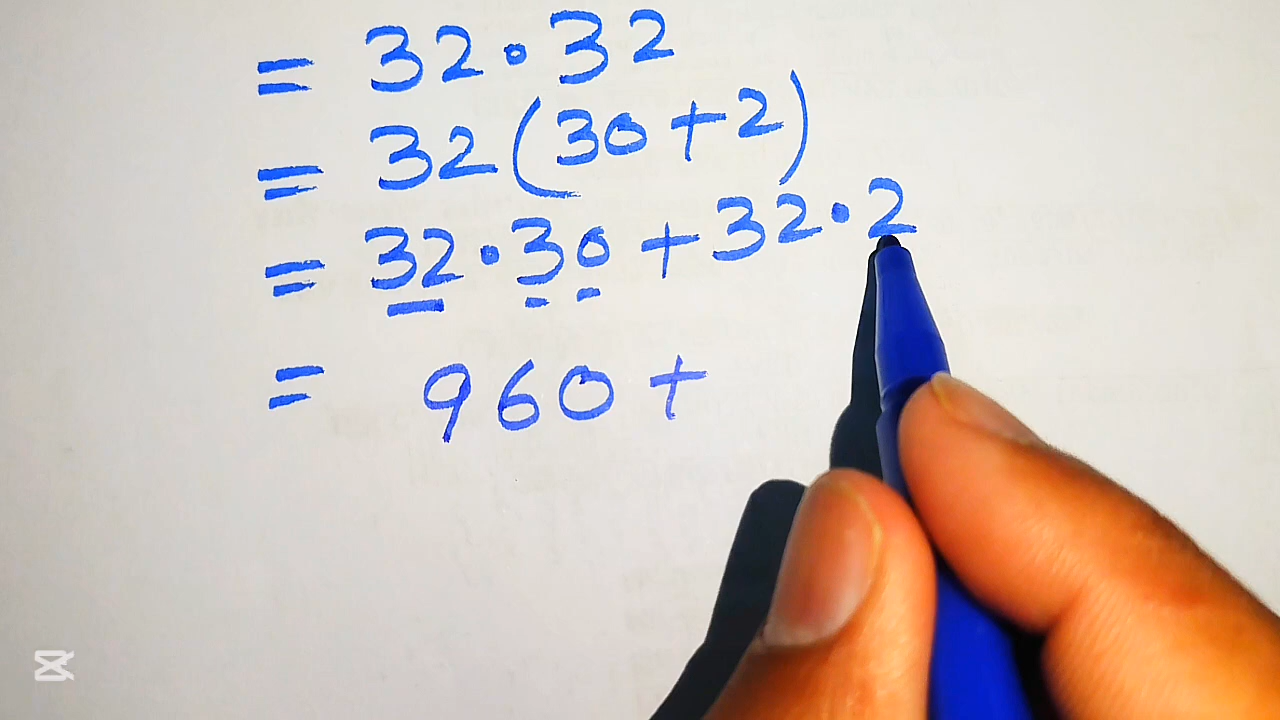 = 32 · 32
= 32 (30 + 2)
= 32 · 30 + 32 · 2
= 960 +